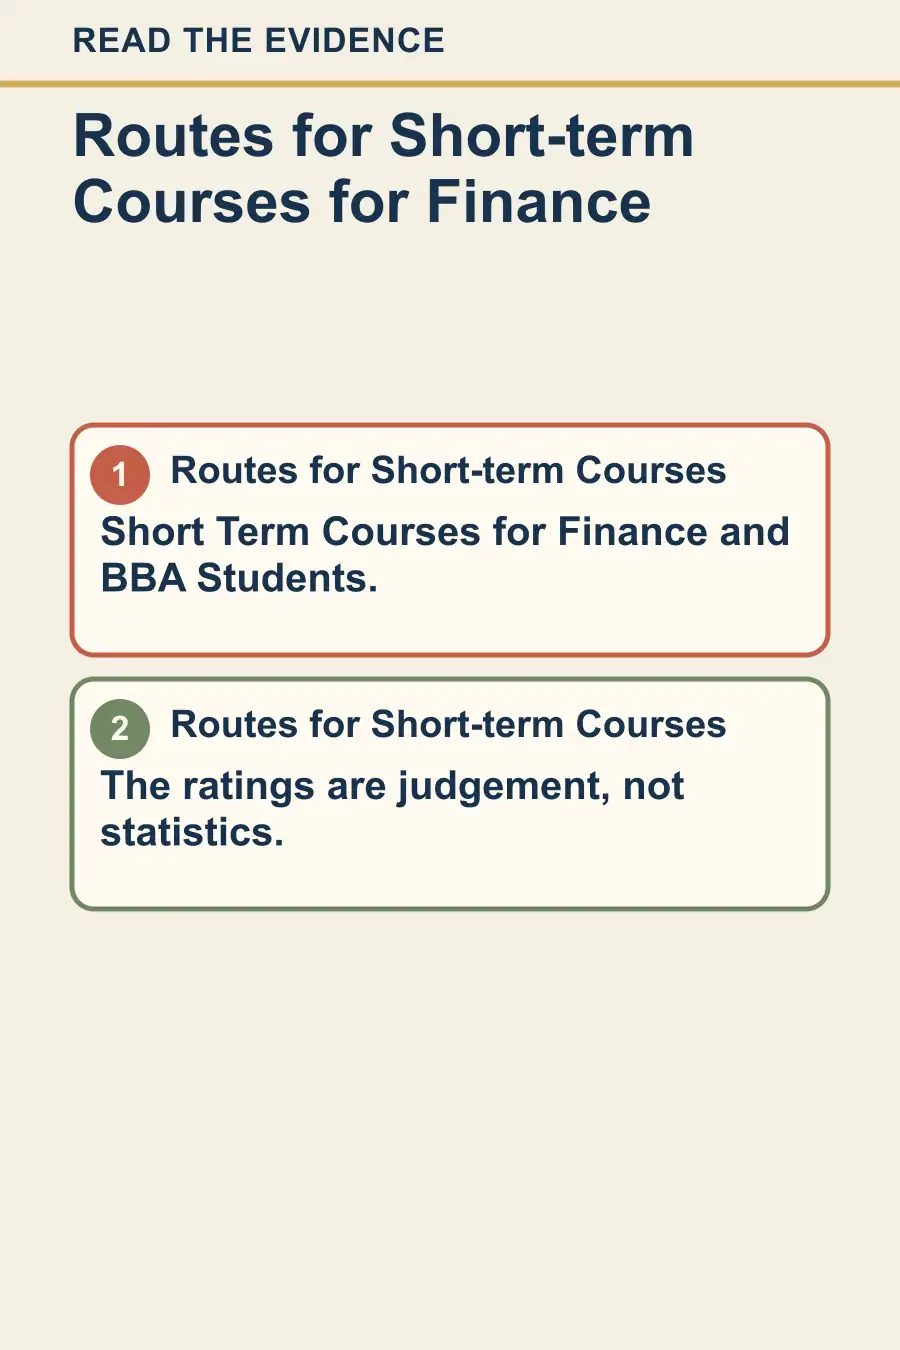 READ THE EVIDENCE
Routes for Short-term
Courses for Finance
1 Routes for Short-term Courses
Short Term Courses for Finance and
BBA Students.
2 Routes for Short-term Courses
The ratings are judgement, not
statistics.